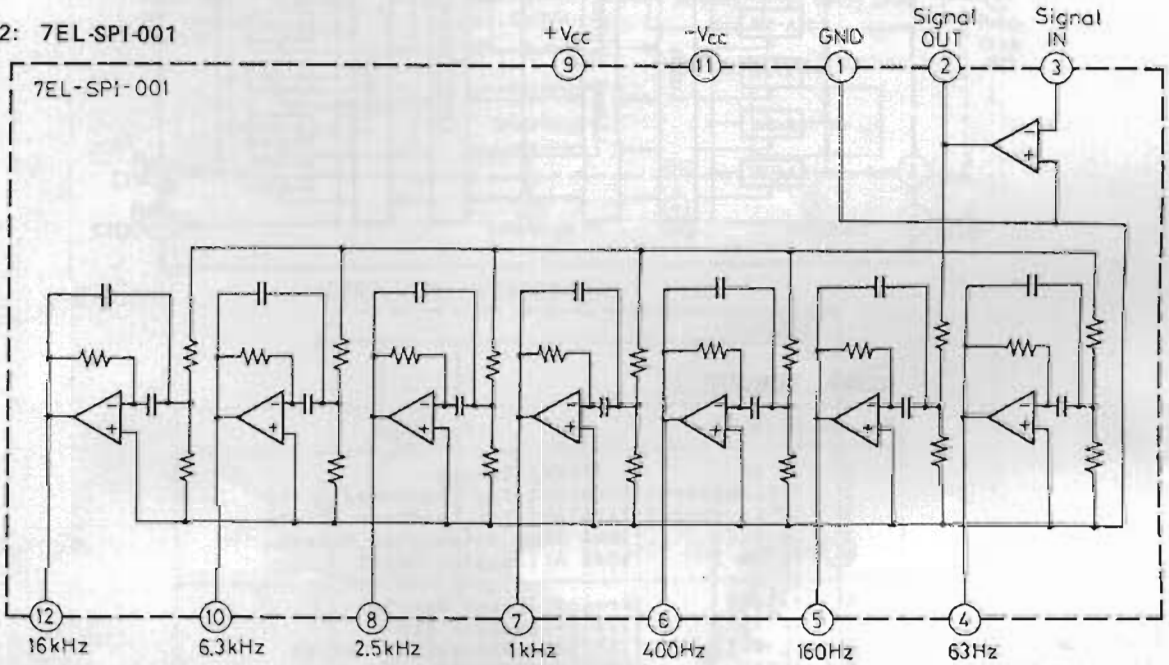 2: 7EL-SPI-001
+Vcc
-Vcc
GND
Signal OUT
Signal IN
9
11
1
2
3
7EL-SPI-001
-
+
-
+
-
+
-
+
-
+
-
+
-
+
-
+
12
10
8
7
6
5
4
16kHz
6.3kHz
2.5kHz
1kHz
400Hz
160Hz
63Hz